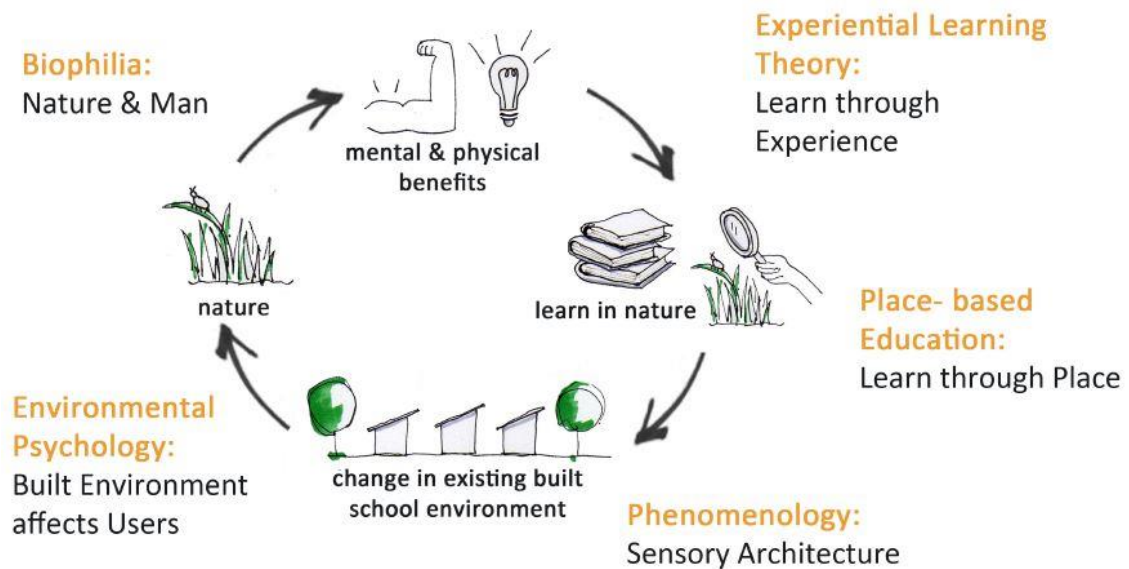 Biophilia:
Nature & Man
mental & physical
benefits
Experiential Learning
Theory:
Learn through
Experience
nature
learn in nature
Place- based
Education:
Learn through Place
Environmental
Psychology:
Built Environment
affects Users
change in existing built
school environment
Phenomenology:
Sensory Architecture